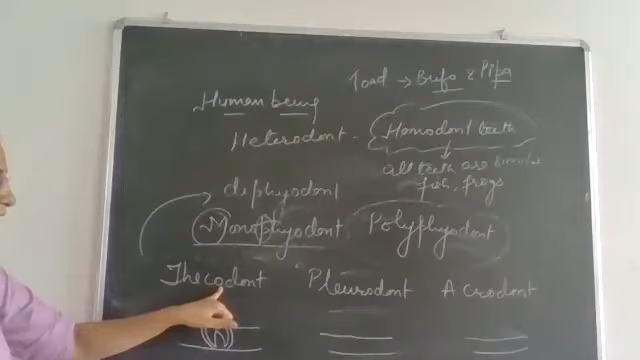 Toad → Bufo & Pipa
Human being
Heterodont - Homodont teeth
all teeth are similar
fish, frogs
diphyodont
Monophyodont Polyphyodont
Thecodont Pleurodont Acrodont